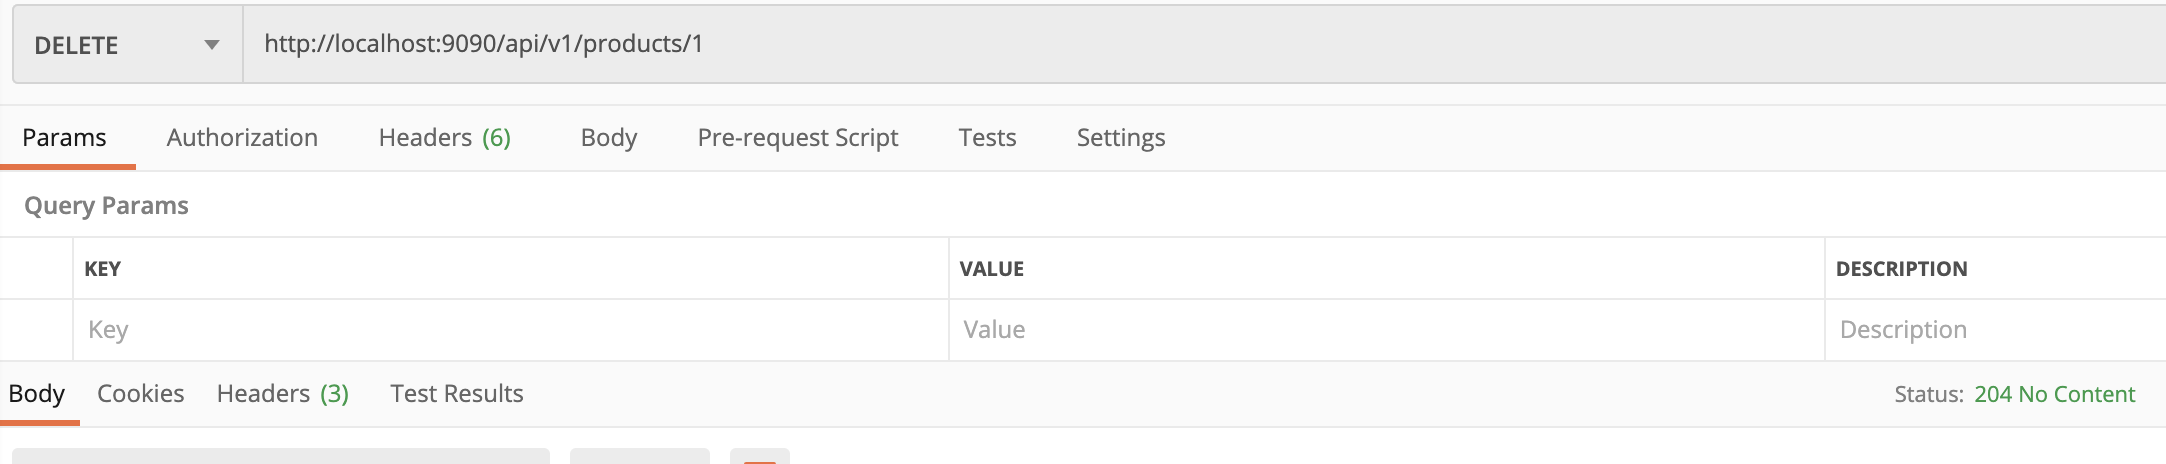 DELETE http://localhost:9090/api/v1/products/1
Params Authorization Headers (6) Body Pre-request Script Tests Settings
Query Params
KEY VALUE DESCRIPTION
Key Value Description
Body Cookies Headers (3) Test Results Status: 204 No Content